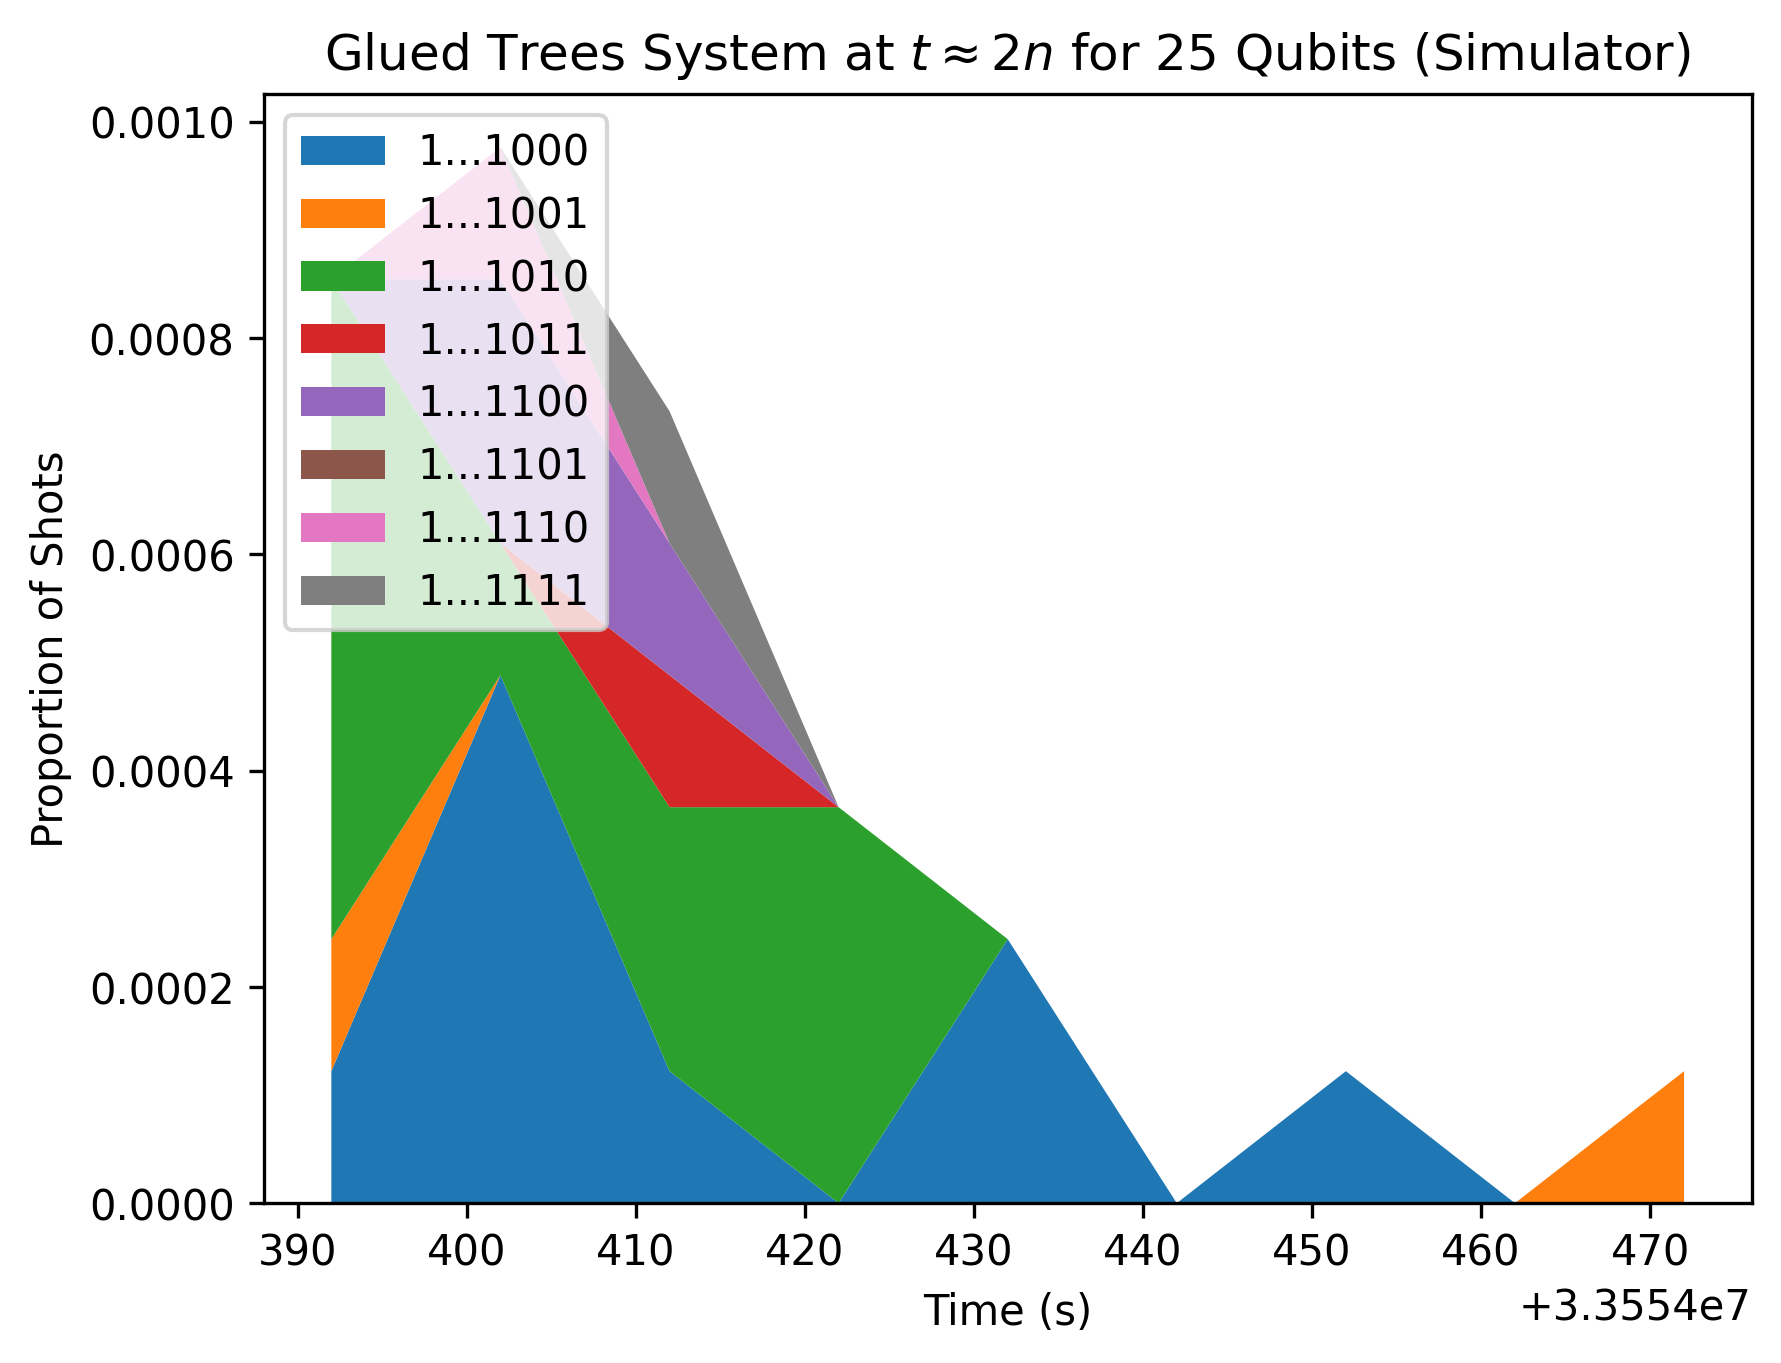 Glued Trees System at t ≈ 2n for 25 Qubits (Simulator)
Proportion of Shots
0.0010
0.0008
0.0006
0.0004
0.0002
0.0000
1...1000
1...1001
1...1010
1...1011
1...1100
1...1101
1...1110
1...1111
390 400 410 420 430 440 450 460 470
+3.3554e7
Time (s)